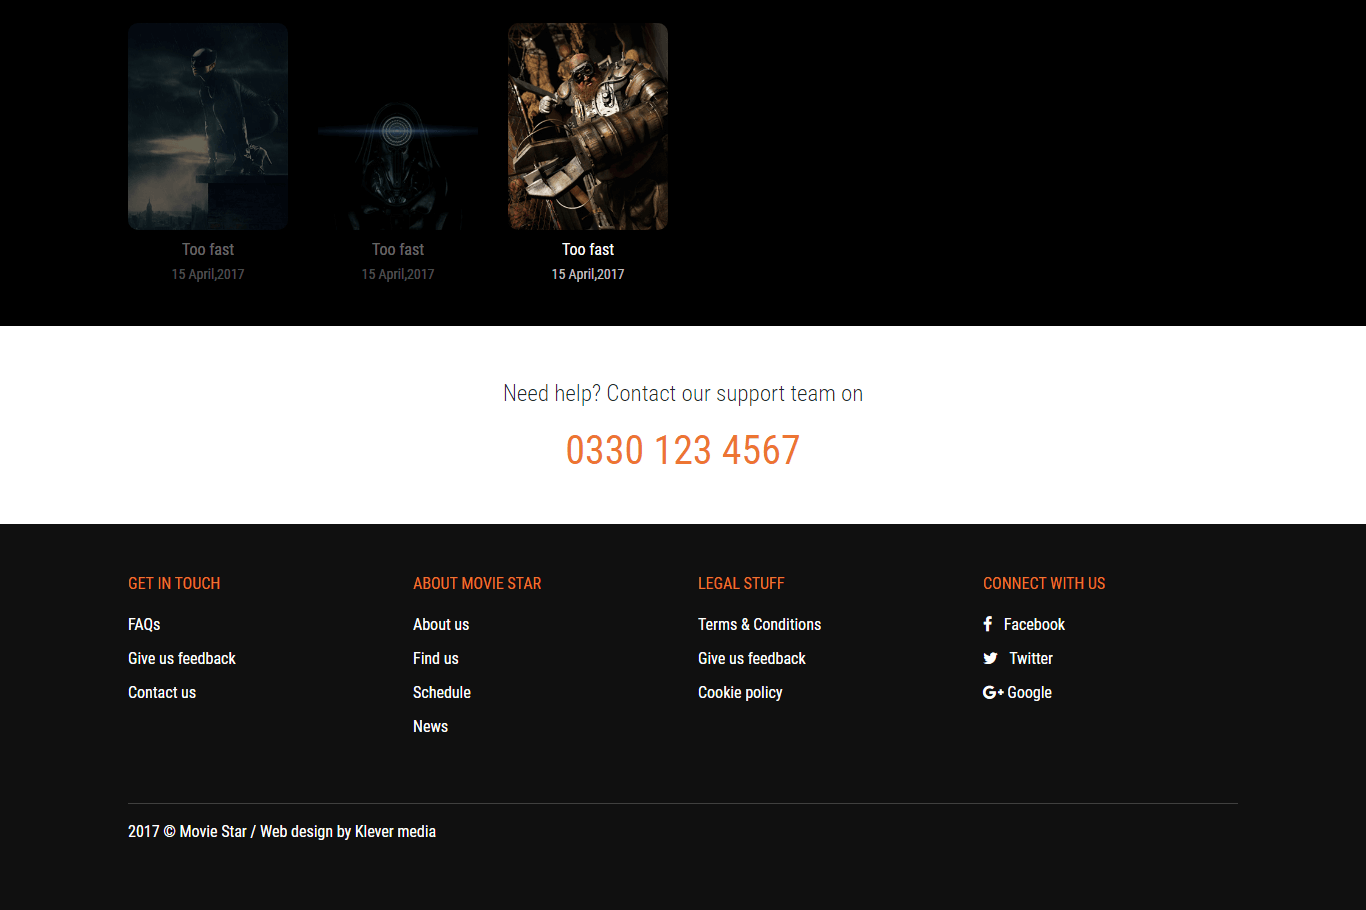 Too fast
15 April,2017
Too fast
15 April,2017
Too fast
15 April,2017
Need help? Contact our support team on
0330 123 4567
GET IN TOUCH
FAQs
Give us feedback
Contact us
ABOUT MOVIE STAR
About us
Find us
Schedule
News
LEGAL STUFF
Terms & Conditions
Give us feedback
Cookie policy
CONNECT WITH US
Facebook
Twitter
Google
2017 © Movie Star / Web design by Klever media